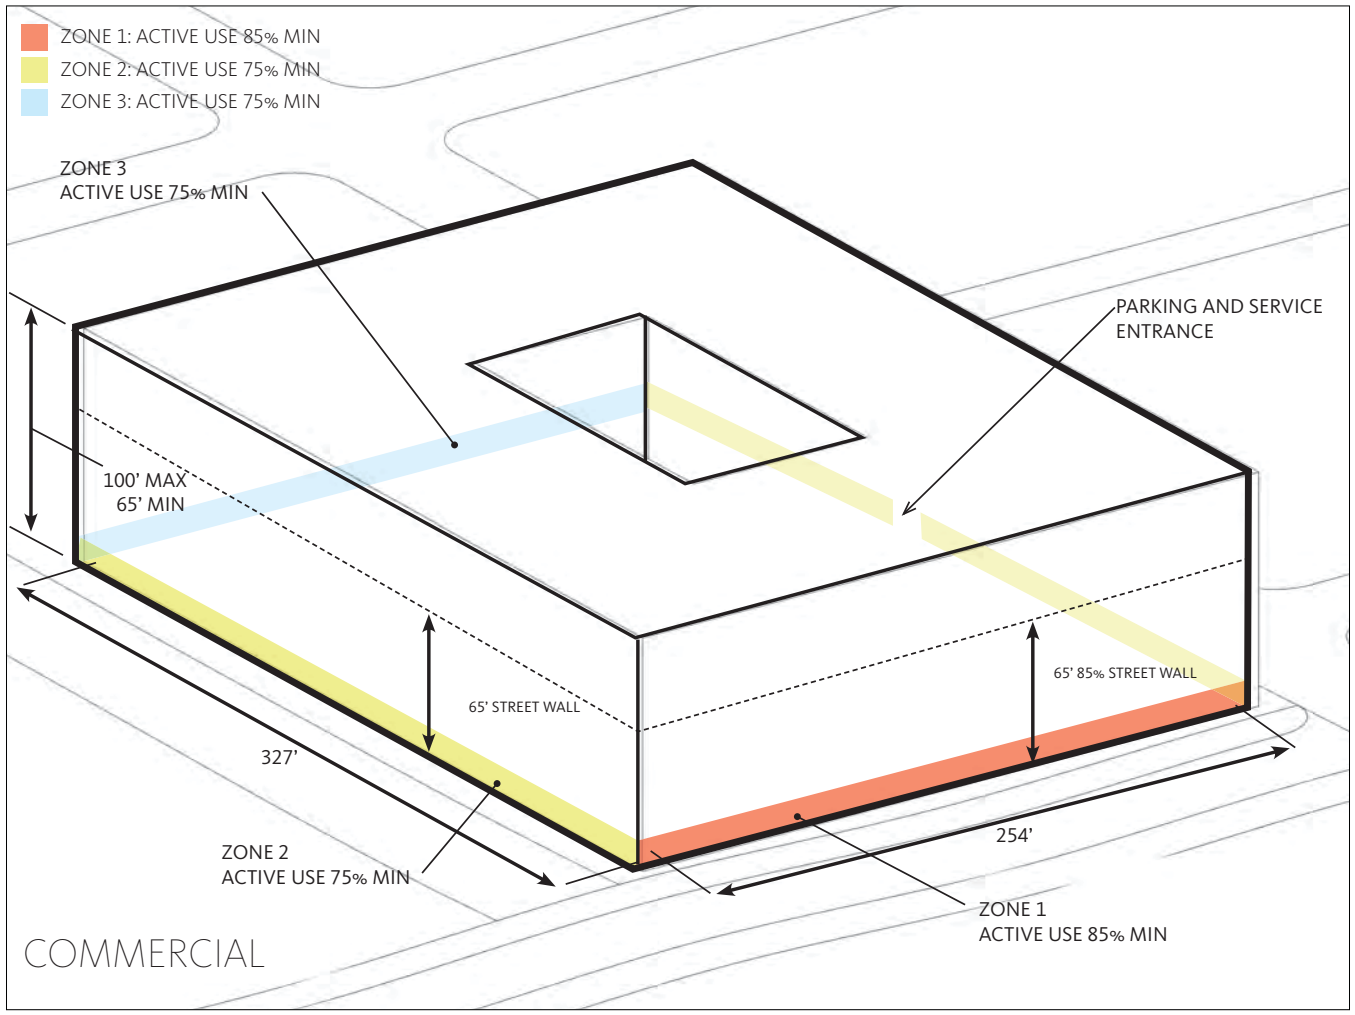 ZONE 1: ACTIVE USE 85% MIN
ZONE 2: ACTIVE USE 75% MIN
ZONE 3: ACTIVE USE 75% MIN
ZONE 3
ACTIVE USE 75% MIN
PARKING AND SERVICE
ENTRANCE
100' MAX
65' MIN
65' 85% STREET WALL
65' STREET WALL
327'
254'
ZONE 2
ACTIVE USE 75% MIN
ZONE 1
ACTIVE USE 85% MIN
COMMERCIAL